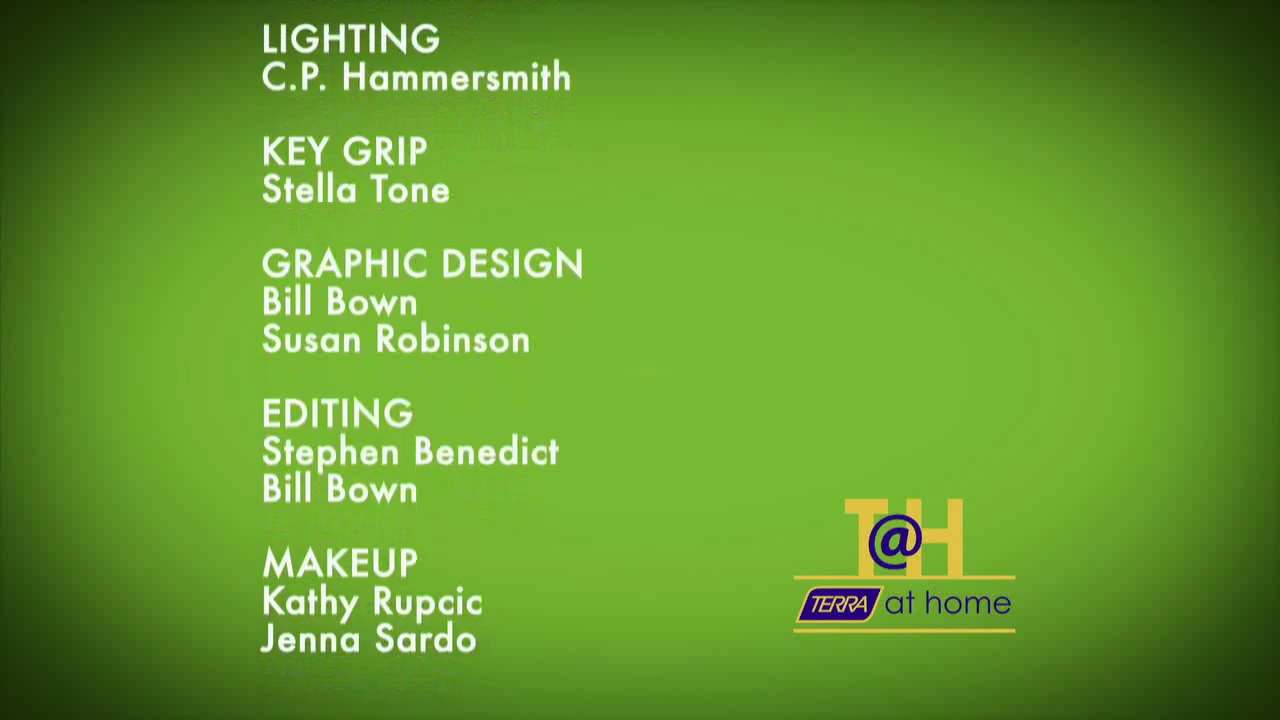 LIGHTING
C.P. Hammersmith
KEY GRIP
Stella Tone
GRAPHIC DESIGN
Bill Bown
Susan Robinson
EDITING
Stephen Benedict
Bill Bown
MAKEUP
Kathy Rupcic
Jenna Sardo
T@H
TERRA at home